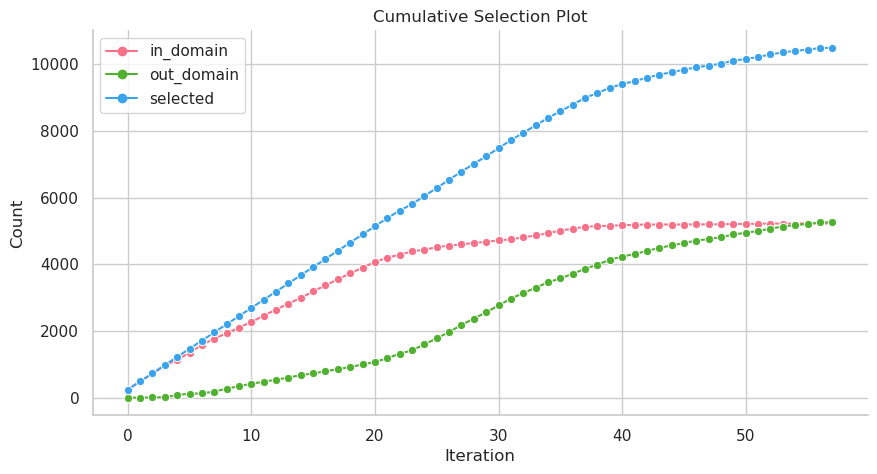 Cumulative Selection Plot
in_domain
out_domain
selected
10000
8000
6000
4000
2000
0
Count
0 10 20 30 40 50
Iteration